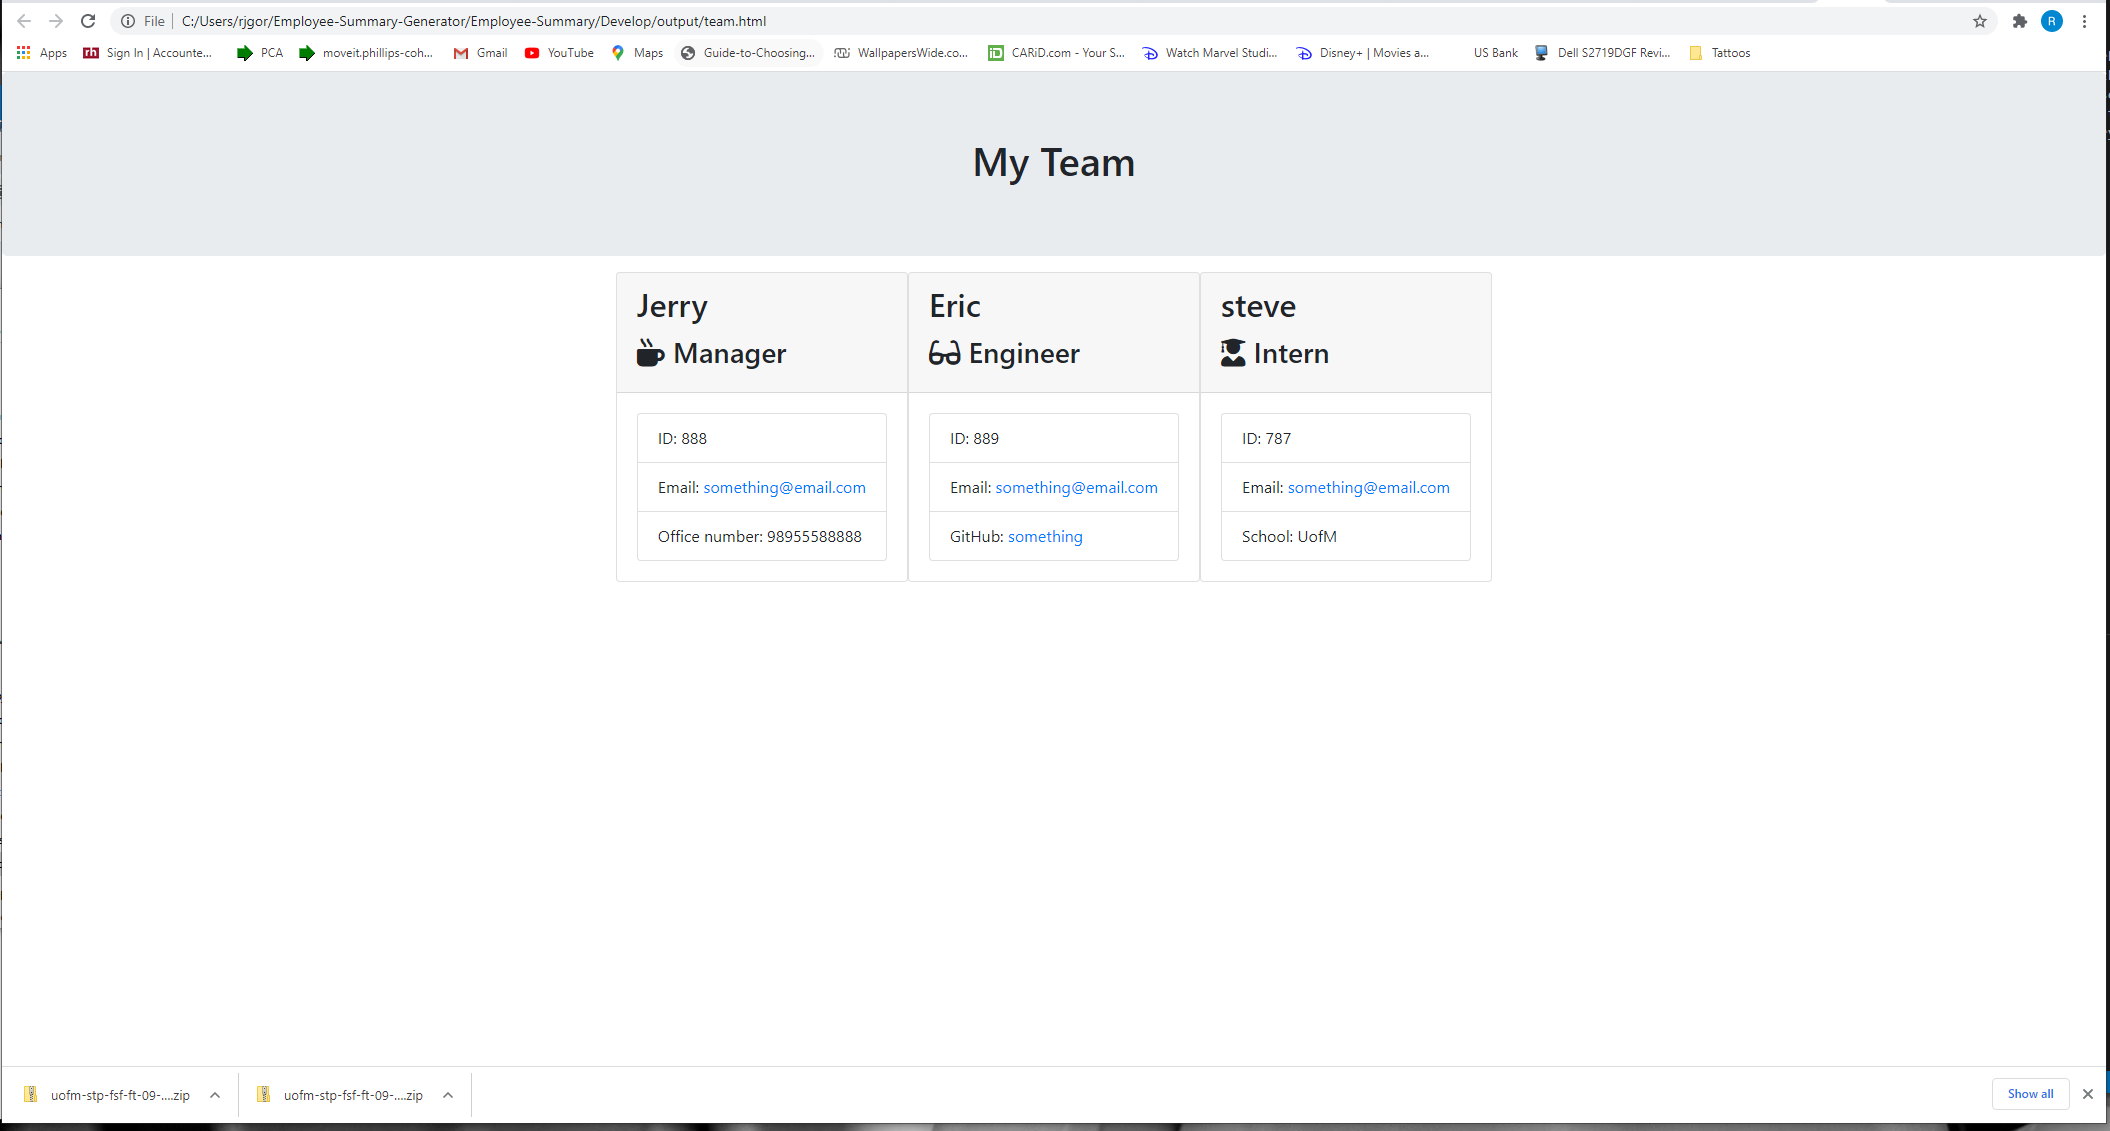 File C:/Users/rjgor/Employee-Summary-Generator/Employee-Summary/Develop/output/team.html R
Apps rh Sign In | Accounte... PCA moveit.phillips-coh... Gmail YouTube Maps Guide-to-Choosing... WallpapersWide.co... iD CARiD.com - Your S... Watch Marvel Studi... Disney+ | Movies a... US Bank Dell S2719DGF Revi... Tattoos
My Team
Jerry
Manager
ID: 888
Email: something@email.com
Office number: 98955588888
Eric
Engineer
ID: 889
Email: something@email.com
GitHub: something
steve
Intern
ID: 787
Email: something@email.com
School: UofM
uofm-stp-fsf-ft-09-....zip uofm-stp-fsf-ft-09-....zip Show all